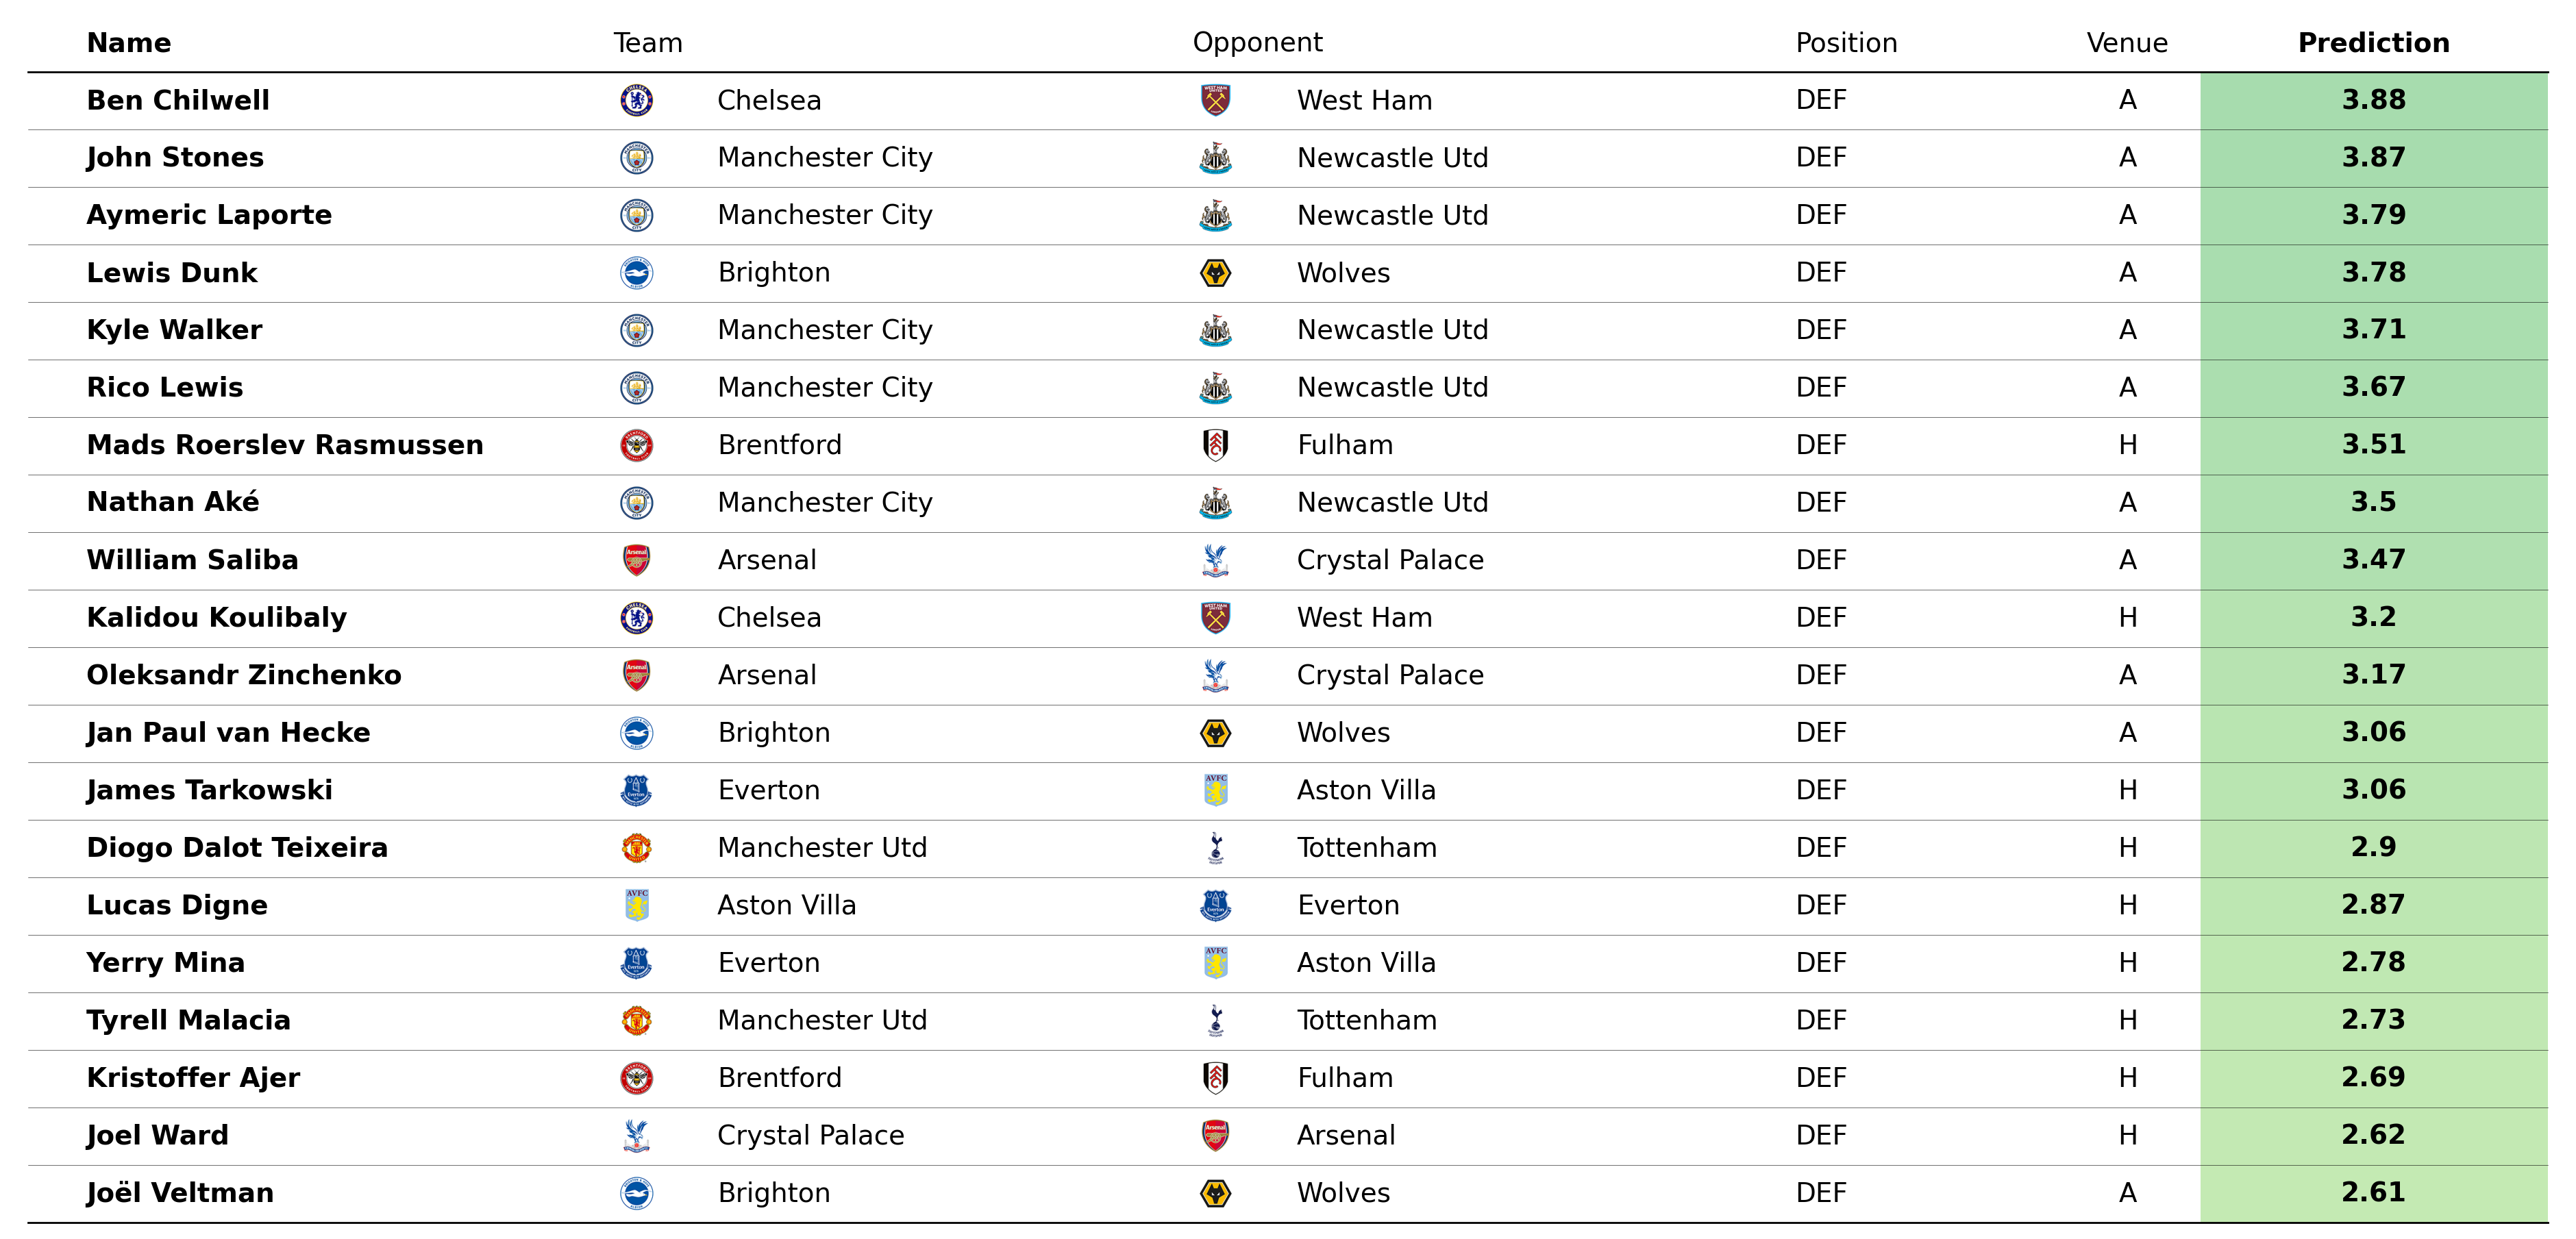 Name Team Opponent Position Venue Prediction
Ben Chilwell Chelsea West Ham DEF A 3.88
John Stones Manchester City Newcastle Utd DEF A 3.87
Aymeric Laporte Manchester City Newcastle Utd DEF A 3.79
Lewis Dunk Brighton Wolves DEF A 3.78
Kyle Walker Manchester City Newcastle Utd DEF A 3.71
Rico Lewis Manchester City Newcastle Utd DEF A 3.67
Mads Roerslev Rasmussen Brentford Fulham DEF H 3.51
Nathan Aké Manchester City Newcastle Utd DEF A 3.5
William Saliba Arsenal Crystal Palace DEF A 3.47
Kalidou Koulibaly Chelsea West Ham DEF H 3.2
Oleksandr Zinchenko Arsenal Crystal Palace DEF A 3.17
Jan Paul van Hecke Brighton Wolves DEF A 3.06
James Tarkowski Everton Aston Villa DEF H 3.06
Diogo Dalot Teixeira Manchester Utd Tottenham DEF H 2.9
Lucas Digne Aston Villa Everton DEF H 2.87
Yerry Mina Everton Aston Villa DEF H 2.78
Tyrell Malacia Manchester Utd Tottenham DEF H 2.73
Kristoffer Ajer Brentford Fulham DEF H 2.69
Joel Ward Crystal Palace Arsenal DEF H 2.62
Joël Veltman Brighton Wolves DEF A 2.61